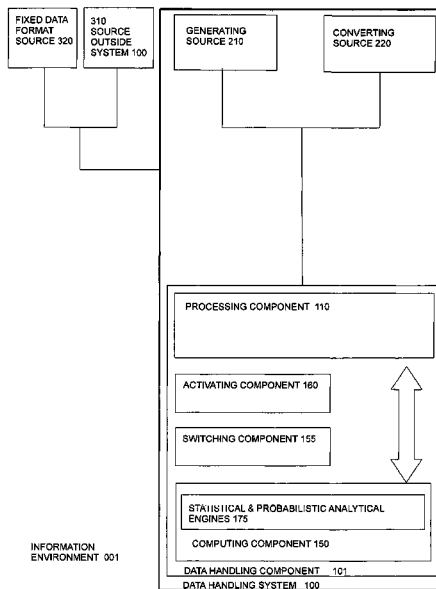 FIXED DATA
FORMAT
SOURCE 320
310
SOURCE
OUTSIDE
SYSTEM 100
GENERATING
SOURCE 210
CONVERTING
SOURCE 220
PROCESSING COMPONENT 110
ACTIVATING COMPONENT 160
SWITCHING COMPONENT 155
STATISTICAL & PROBABILISTIC ANALYTICAL
ENGINES 175
COMPUTING COMPONENT 150
INFORMATION
ENVIRONMENT 001
DATA HANDLING COMPONENT 101
DATA HANDLING SYSTEM 100